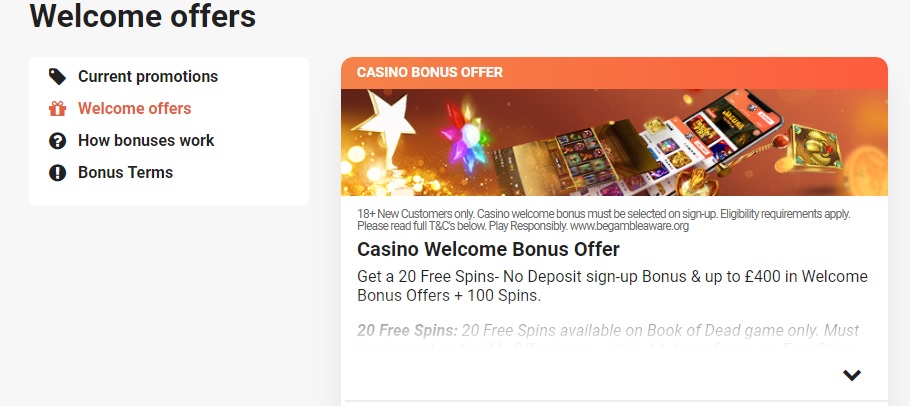 Welcome offers
Current promotions
Welcome offers
How bonuses work
Bonus Terms
CASINO BONUS OFFER
18+ New Customers only. Casino welcome bonus must be selected on sign-up. Eligibility requirements apply.
Please read full T&C's below. Play Responsibly. www.begambleaware.org
Casino Welcome Bonus Offer
Get a 20 Free Spins- No Deposit sign-up Bonus & up to £400 in Welcome
Bonus Offers + 100 Spins.
20 Free Spins: 20 Free Spins available on Book of Dead game only. Must